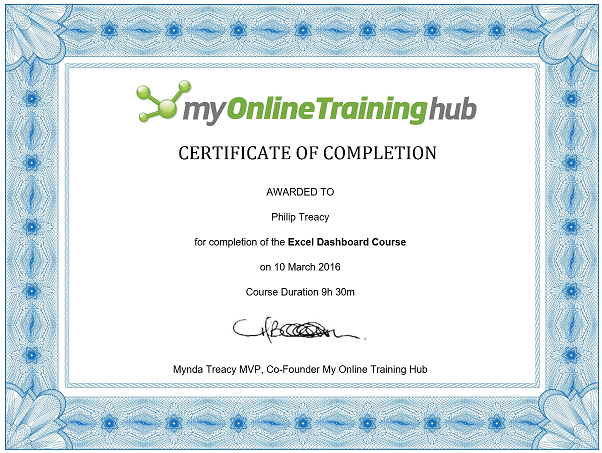 myOnlineTraininghub
CERTIFICATE OF COMPLETION
AWARDED TO
Philip Treacy
for completion of the Excel Dashboard Course
on 10 March 2016
Course Duration 9h 30m
Mynda Treacy MVP, Co-Founder My Online Training Hub